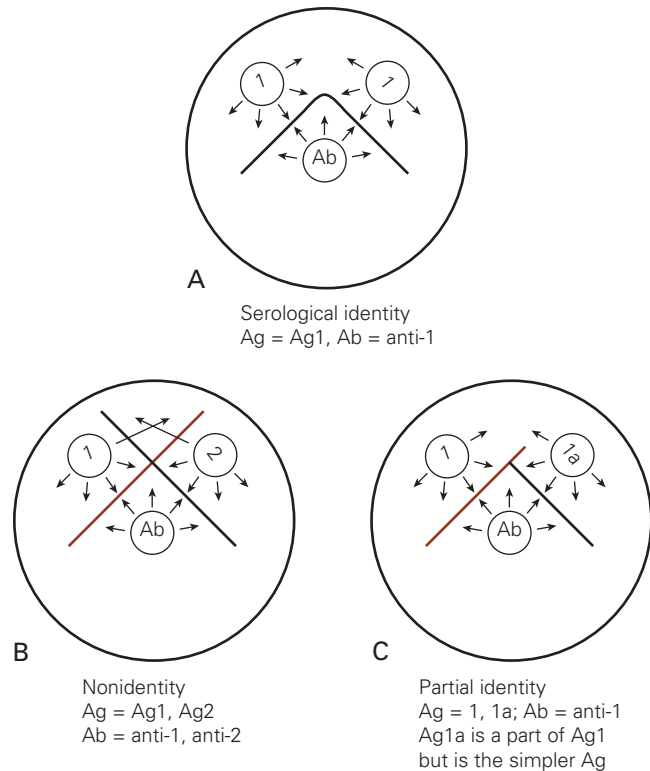 1
1
Ab
A
Serological identity
Ag = Ag1, Ab = anti-1
1
2
Ab
B
Nonidentity
Ag = Ag1, Ag2
Ab = anti-1, anti-2
1
1a
Ab
C
Partial identity
Ag = 1, 1a; Ab = anti-1
Ag1a is a part of Ag1
but is the simpler Ag